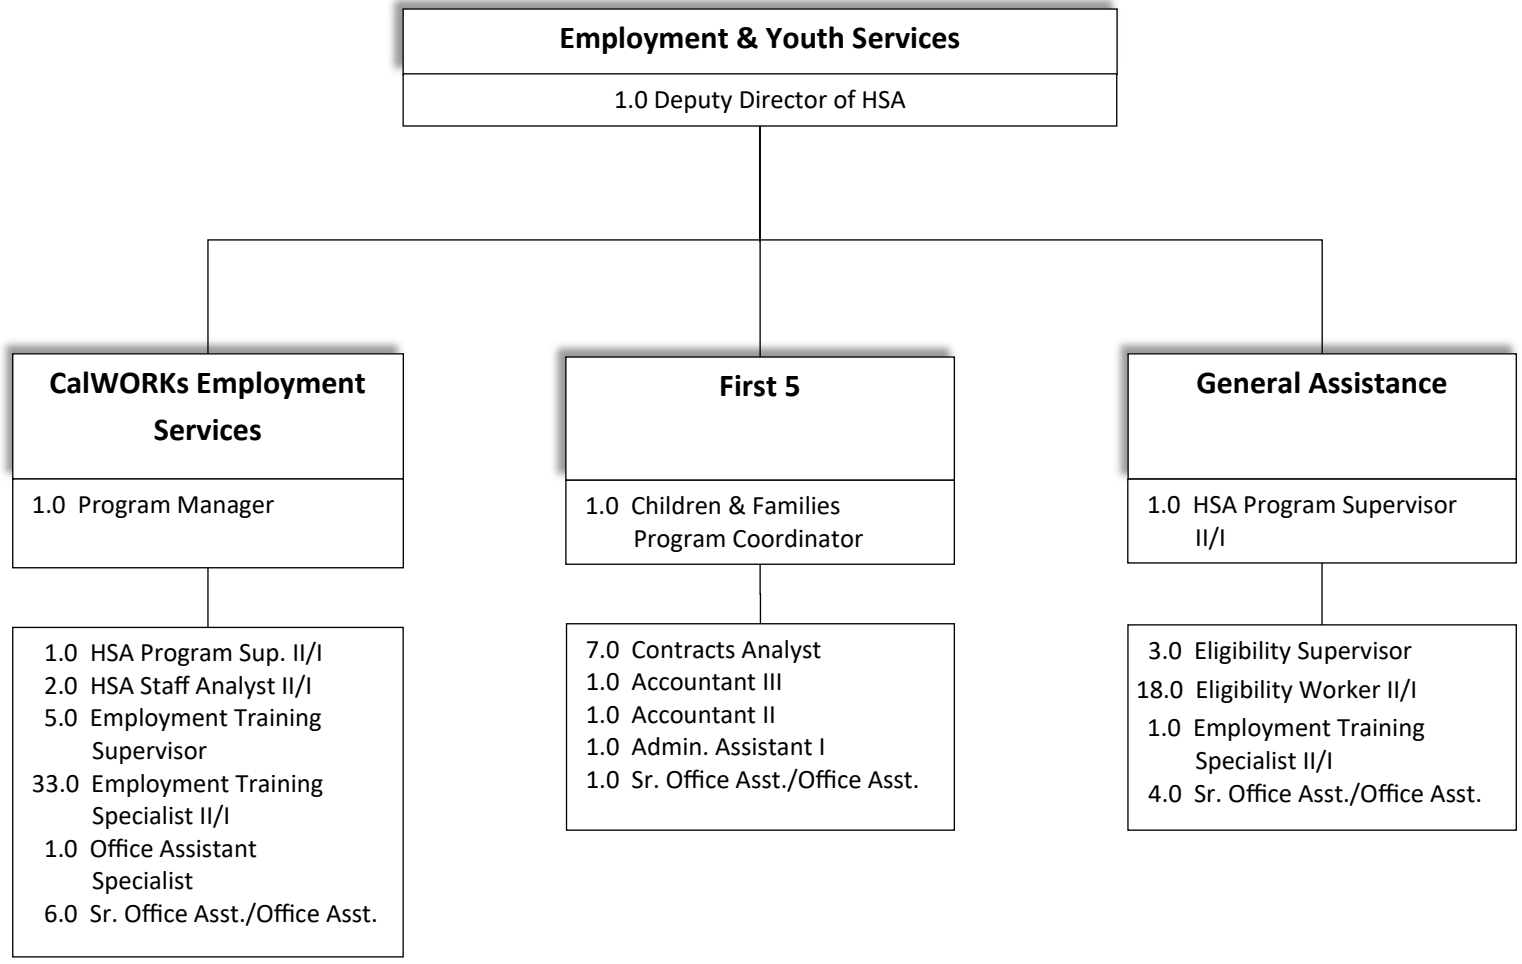 Employment & Youth Services
1.0 Deputy Director of HSA
CalWORKs Employment
Services
1.0 Program Manager
1.0 HSA Program Sup. II/I
2.0 HSA Staff Analyst II/I
5.0 Employment Training
Supervisor
33.0 Employment Training
Specialist II/I
1.0 Office Assistant
Specialist
6.0 Sr. Office Asst./Office Asst.
First 5
1.0 Children & Families
Program Coordinator
7.0 Contracts Analyst
1.0 Accountant III
1.0 Accountant II
1.0 Admin. Assistant I
1.0 Sr. Office Asst./Office Asst.
General Assistance
1.0 HSA Program Supervisor
II/I
3.0 Eligibility Supervisor
18.0 Eligibility Worker II/I
1.0 Employment Training
Specialist II/I
4.0 Sr. Office Asst./Office Asst.